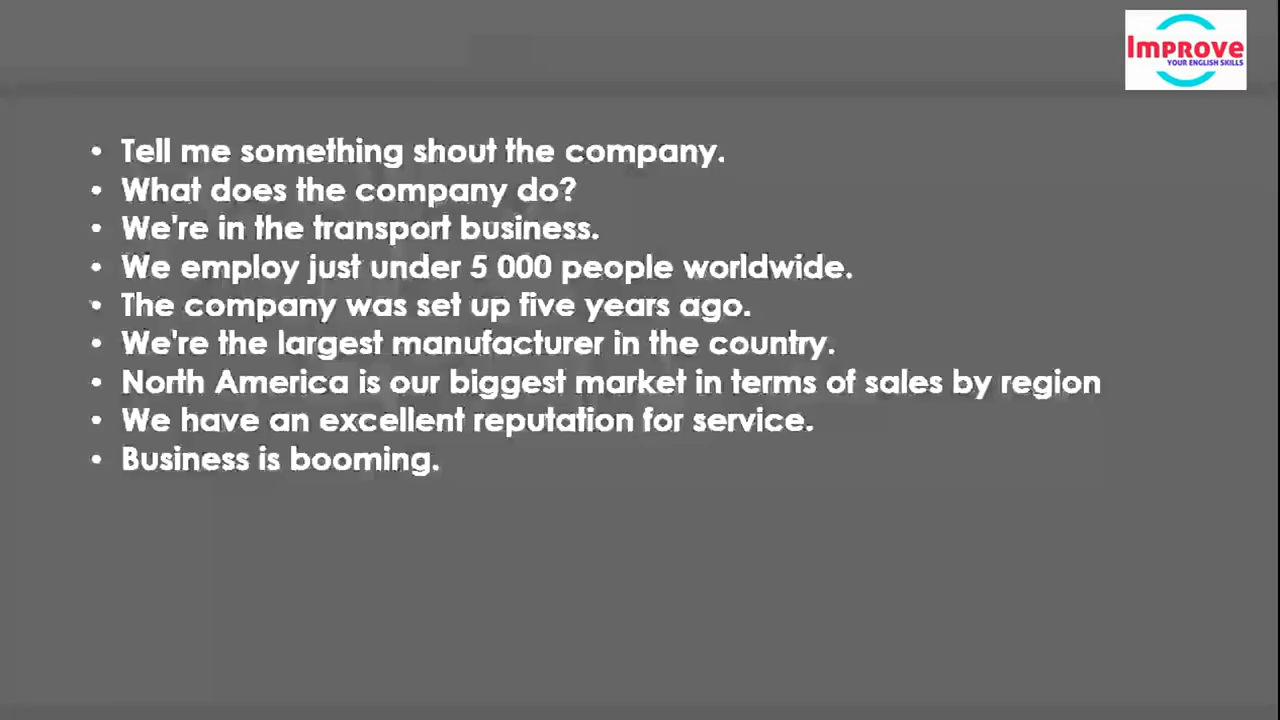 Improve
YOUR ENGLISH SKILLS
• Tell me something shout the company.
• What does the company do?
• We're in the transport business.
• We employ just under 5 000 people worldwide.
• The company was set up five years ago.
• We're the largest manufacturer in the country.
• North America is our biggest market in terms of sales by region
• We have an excellent reputation for service.
• Business is booming.